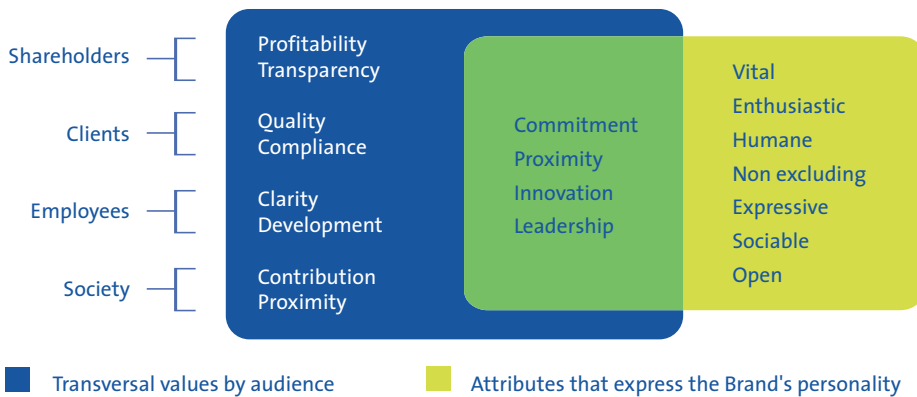 Shareholders
Profitability
Transparency
Clients
Quality
Compliance
Employees
Clarity
Development
Society
Contribution
Proximity
Commitment
Proximity
Innovation
Leadership
Vital
Enthusiastic
Humane
Non excluding
Expressive
Sociable
Open
Transversal values by audience
Attributes that express the Brand's personality